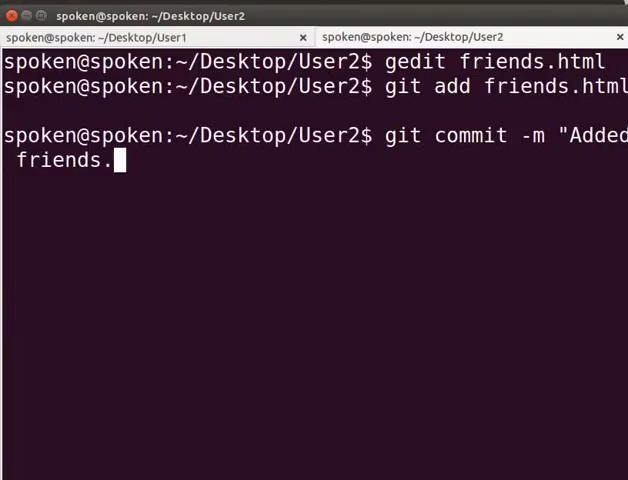 spoken@spoken: ~/Desktop/User2
spoken@spoken: ~/Desktop/User1
spoken@spoken: ~/Desktop/User2
spoken@spoken:~/Desktop/User2$ gedit friends.html
spoken@spoken:~/Desktop/User2$ git add friends.html
spoken@spoken:~/Desktop/User2$ git commit -m "Added
friends.